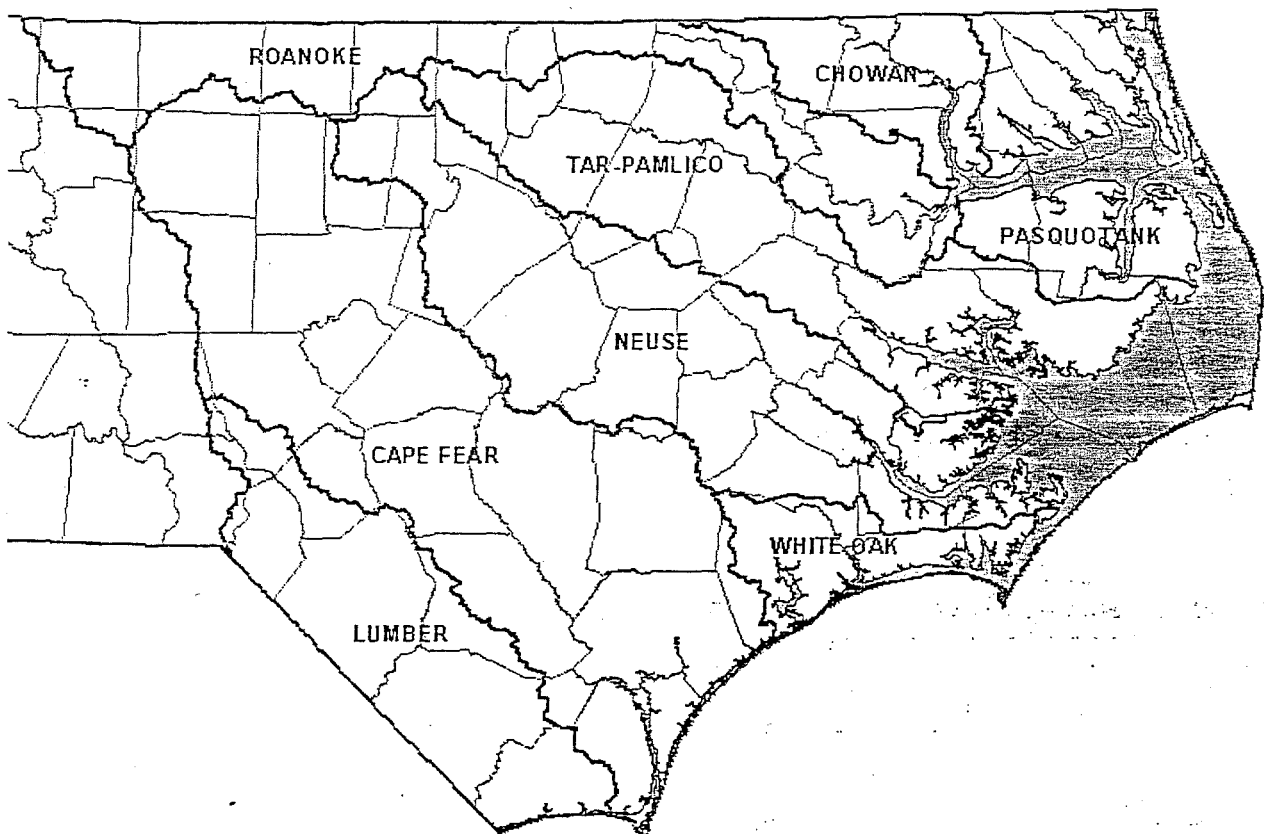 ROANOKE
CHOWAN
TAR-PAMLICO
PASQUOTANK
NEUSE
CAPE FEAR
WHITE OAK
LUMBER